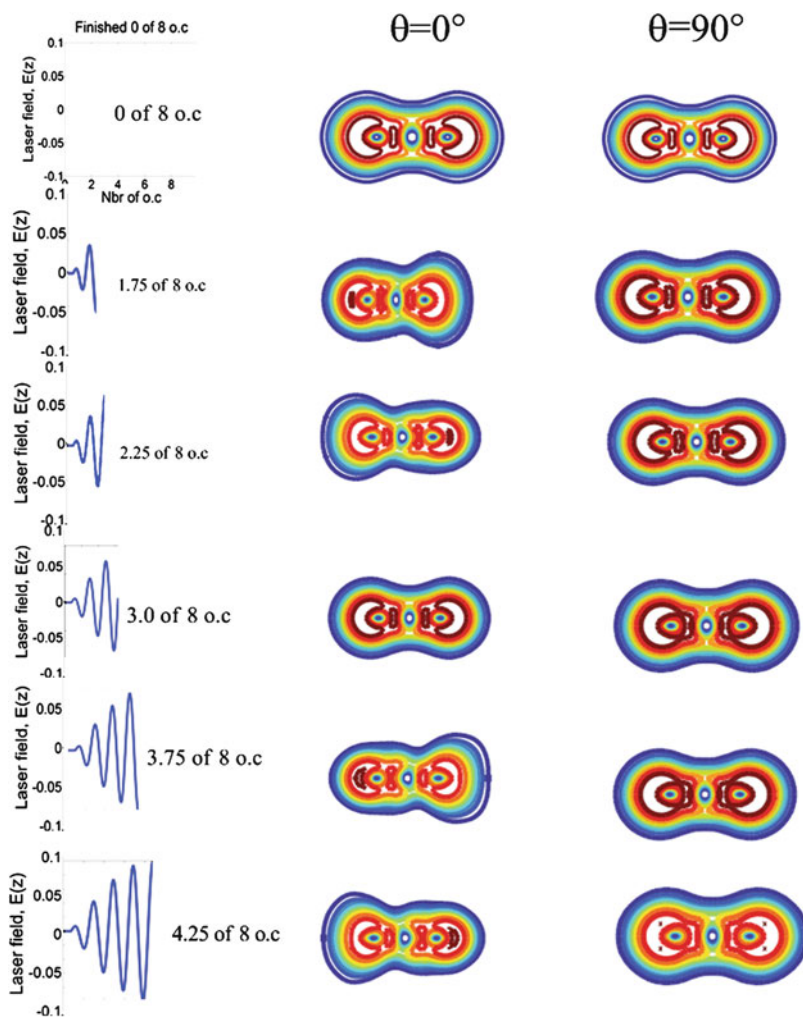 θ=0° θ=90°
Finished 0 of 8 o.c
Laser field, E(z)
0.1
0.05
0
-0.05
-0.1
0 of 8 o.c
2 4 6 8
Nbr of o.c
Laser field, E(z)
0.05
0
-0.05
-0.1.
1.75 of 8 o.c
Laser field, E(z)
0.1
0.05
0
-0.05
-0.1.
2.25 of 8 o.c
Laser field, E(z)
0.1
0.05
0
-0.05
-0.1.
3.0 of 8 o.c
Laser field, E(z)
0.1
0.05
0
-0.05
-0.1.
3.75 of 8 o.c
Laser field, E(z)
0.1
0.05
0
-0.05
-0.1.
4.25 of 8 o.c